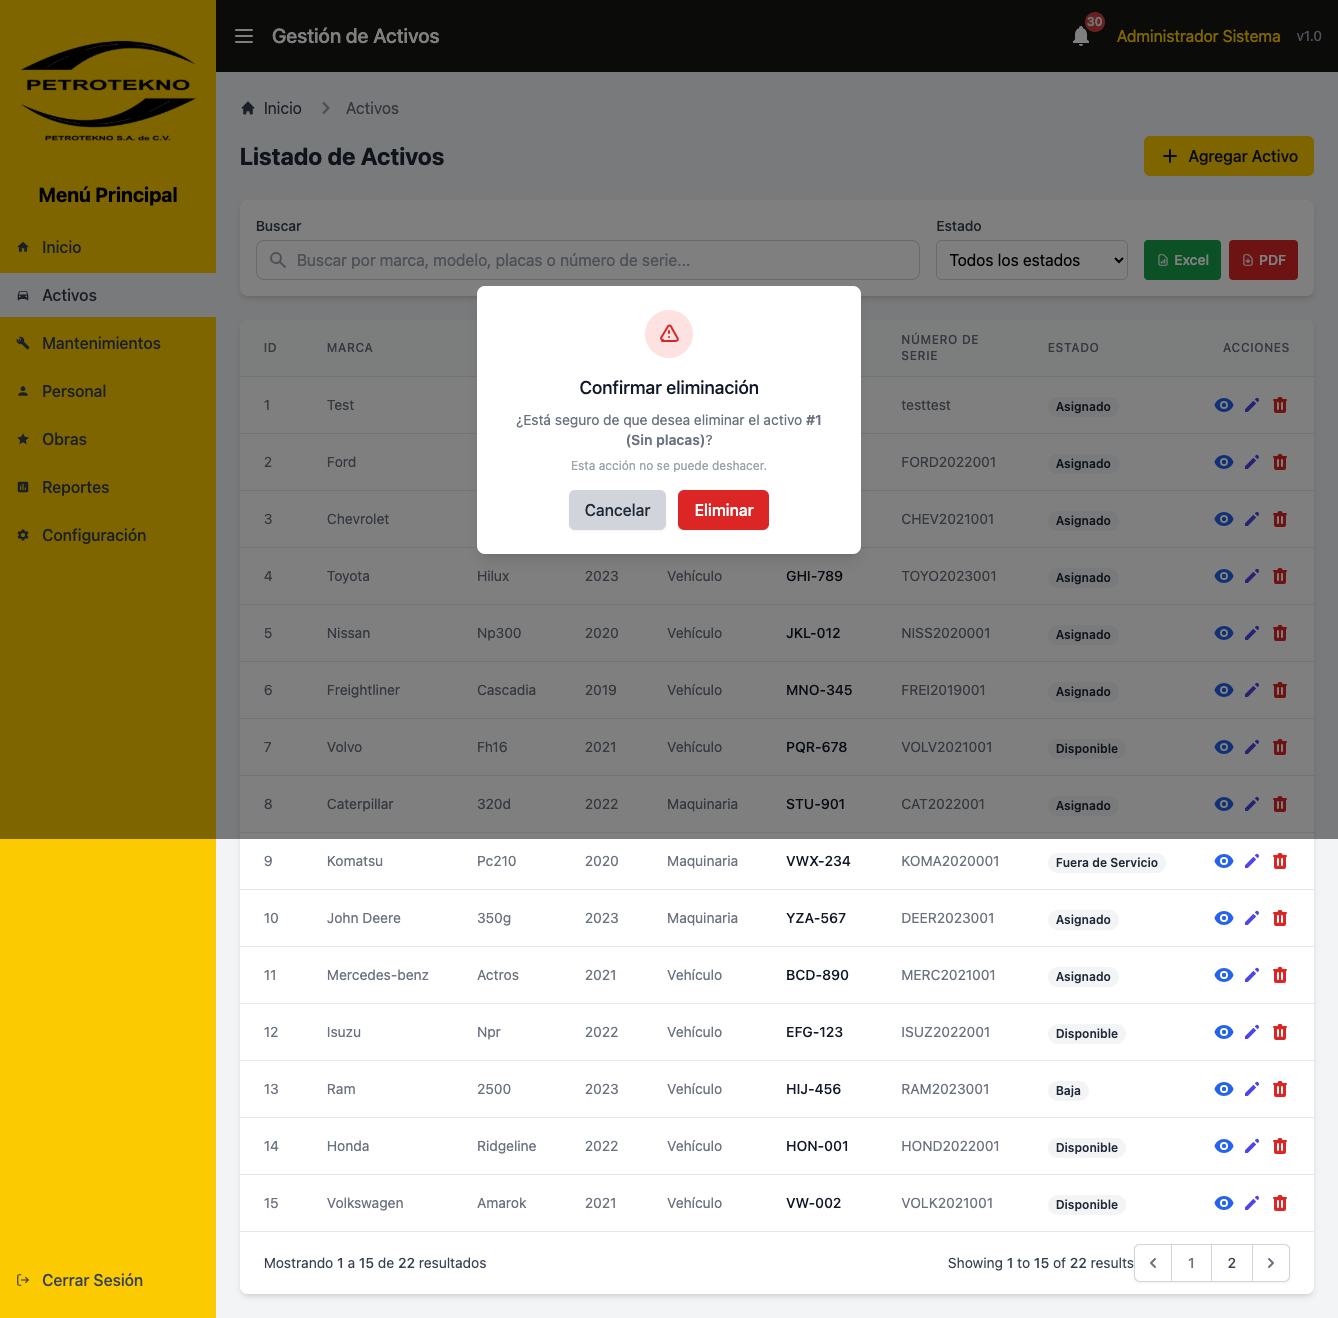 PETROTEKNO
PETROTEKNO S.A. de C.V.
Menú Principal
Inicio
Activos
Mantenimientos
Personal
Obras
Reportes
Configuración
Cerrar Sesión
Gestión de Activos
30
Administrador Sistema
v1.0
Inicio > Activos
Listado de Activos
+ Agregar Activo
Buscar
Buscar por marca, modelo, placas o número de serie...
Estado
Todos los estados
Excel
PDF
Confirmar eliminación
¿Está seguro de que desea eliminar el activo #1
(Sin placas)?
Esta acción no se puede deshacer.
Cancelar
Eliminar
ID MARCA NÚMERO DE SERIE ESTADO ACCIONES
1 Test testtest Asignado
2 Ford FORD2022001 Asignado
3 Chevrolet CHEV2021001 Asignado
4 Toyota Hilux 2023 Vehículo GHI-789 TOYO2023001 Asignado
5 Nissan Np300 2020 Vehículo JKL-012 NISS2020001 Asignado
6 Freightliner Cascadia 2019 Vehículo MNO-345 FREI2019001 Asignado
7 Volvo Fh16 2021 Vehículo PQR-678 VOLV2021001 Disponible
8 Caterpillar 320d 2022 Maquinaria STU-901 CAT2022001 Asignado
9 Komatsu Pc210 2020 Maquinaria VWX-234 KOMA2020001 Fuera de Servicio
10 John Deere 350g 2023 Maquinaria YZA-567 DEER2023001 Asignado
11 Mercedes-benz Actros 2021 Vehículo BCD-890 MERC2021001 Asignado
12 Isuzu Npr 2022 Vehículo EFG-123 ISUZ2022001 Disponible
13 Ram 2500 2023 Vehículo HIJ-456 RAM2023001 Baja
14 Honda Ridgeline 2022 Vehículo HON-001 HOND2022001 Disponible
15 Volkswagen Amarok 2021 Vehículo VW-002 VOLK2021001 Disponible
Mostrando 1 a 15 de 22 resultados
Showing 1 to 15 of 22 results
1 2